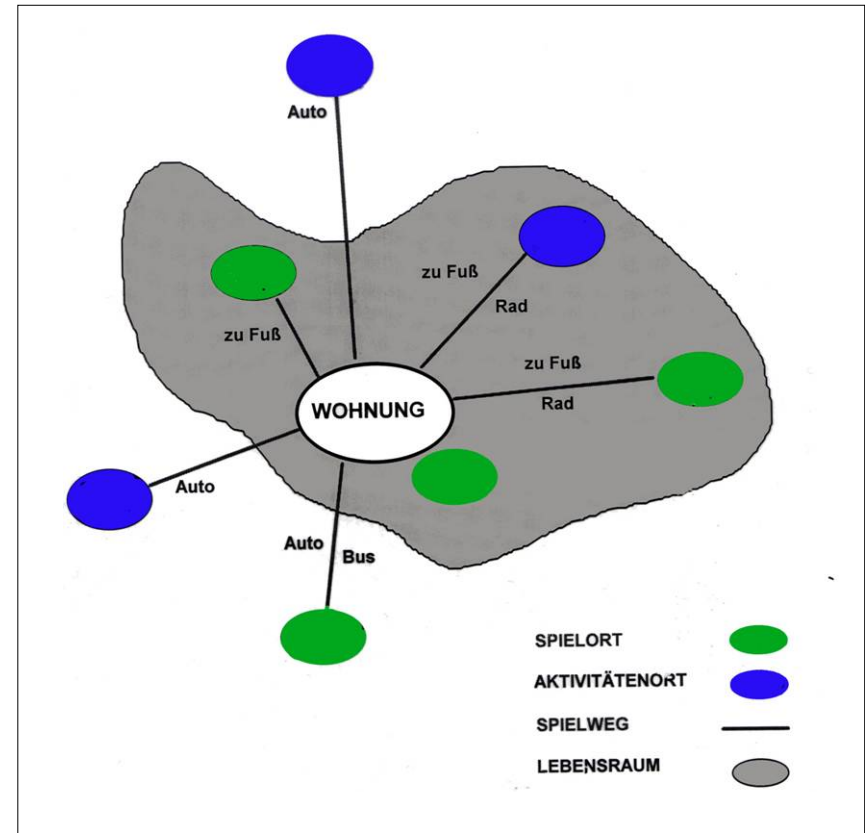 Auto
zu Fuß
Rad
zu Fuß
zu Fuß
Rad
WOHNUNG
Auto
Auto
Bus
SPIELORT
AKTIVITÄTENORT
SPIELWEG
LEBENSRAUM